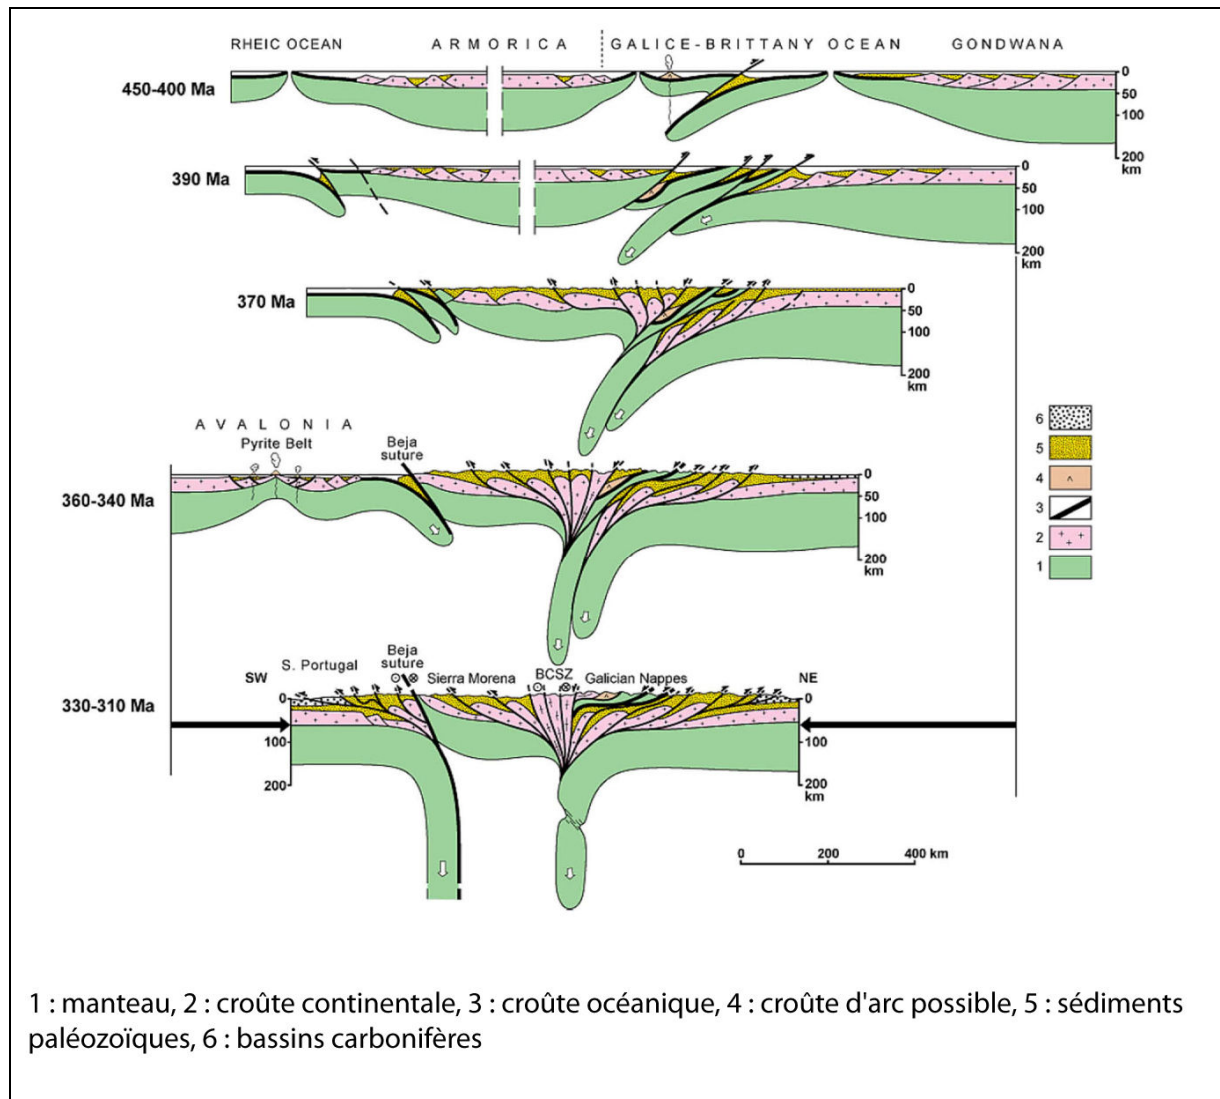 RHEIC OCEAN ARMORICA GALICE-BRITTANY OCEAN GONDWANA
450-400 Ma
0
50
100
200
km
390 Ma
0
50
100
200
km
370 Ma
0
50
100
200
km
AVALONIA
Pyrite Belt
Beja
suture
360-340 Ma
0
50
100
200
km
6
5
4
3
2
1
SW S. Portugal Beja suture Sierra Morena BCSZ Galician Nappes NE
330-310 Ma
0
100
200
0
100
200
km
0 200 400 km
1 : manteau, 2 : croûte continentale, 3 : croûte océanique, 4 : croûte d'arc possible, 5 : sédiments
paléozoïques, 6 : bassins carbonifères